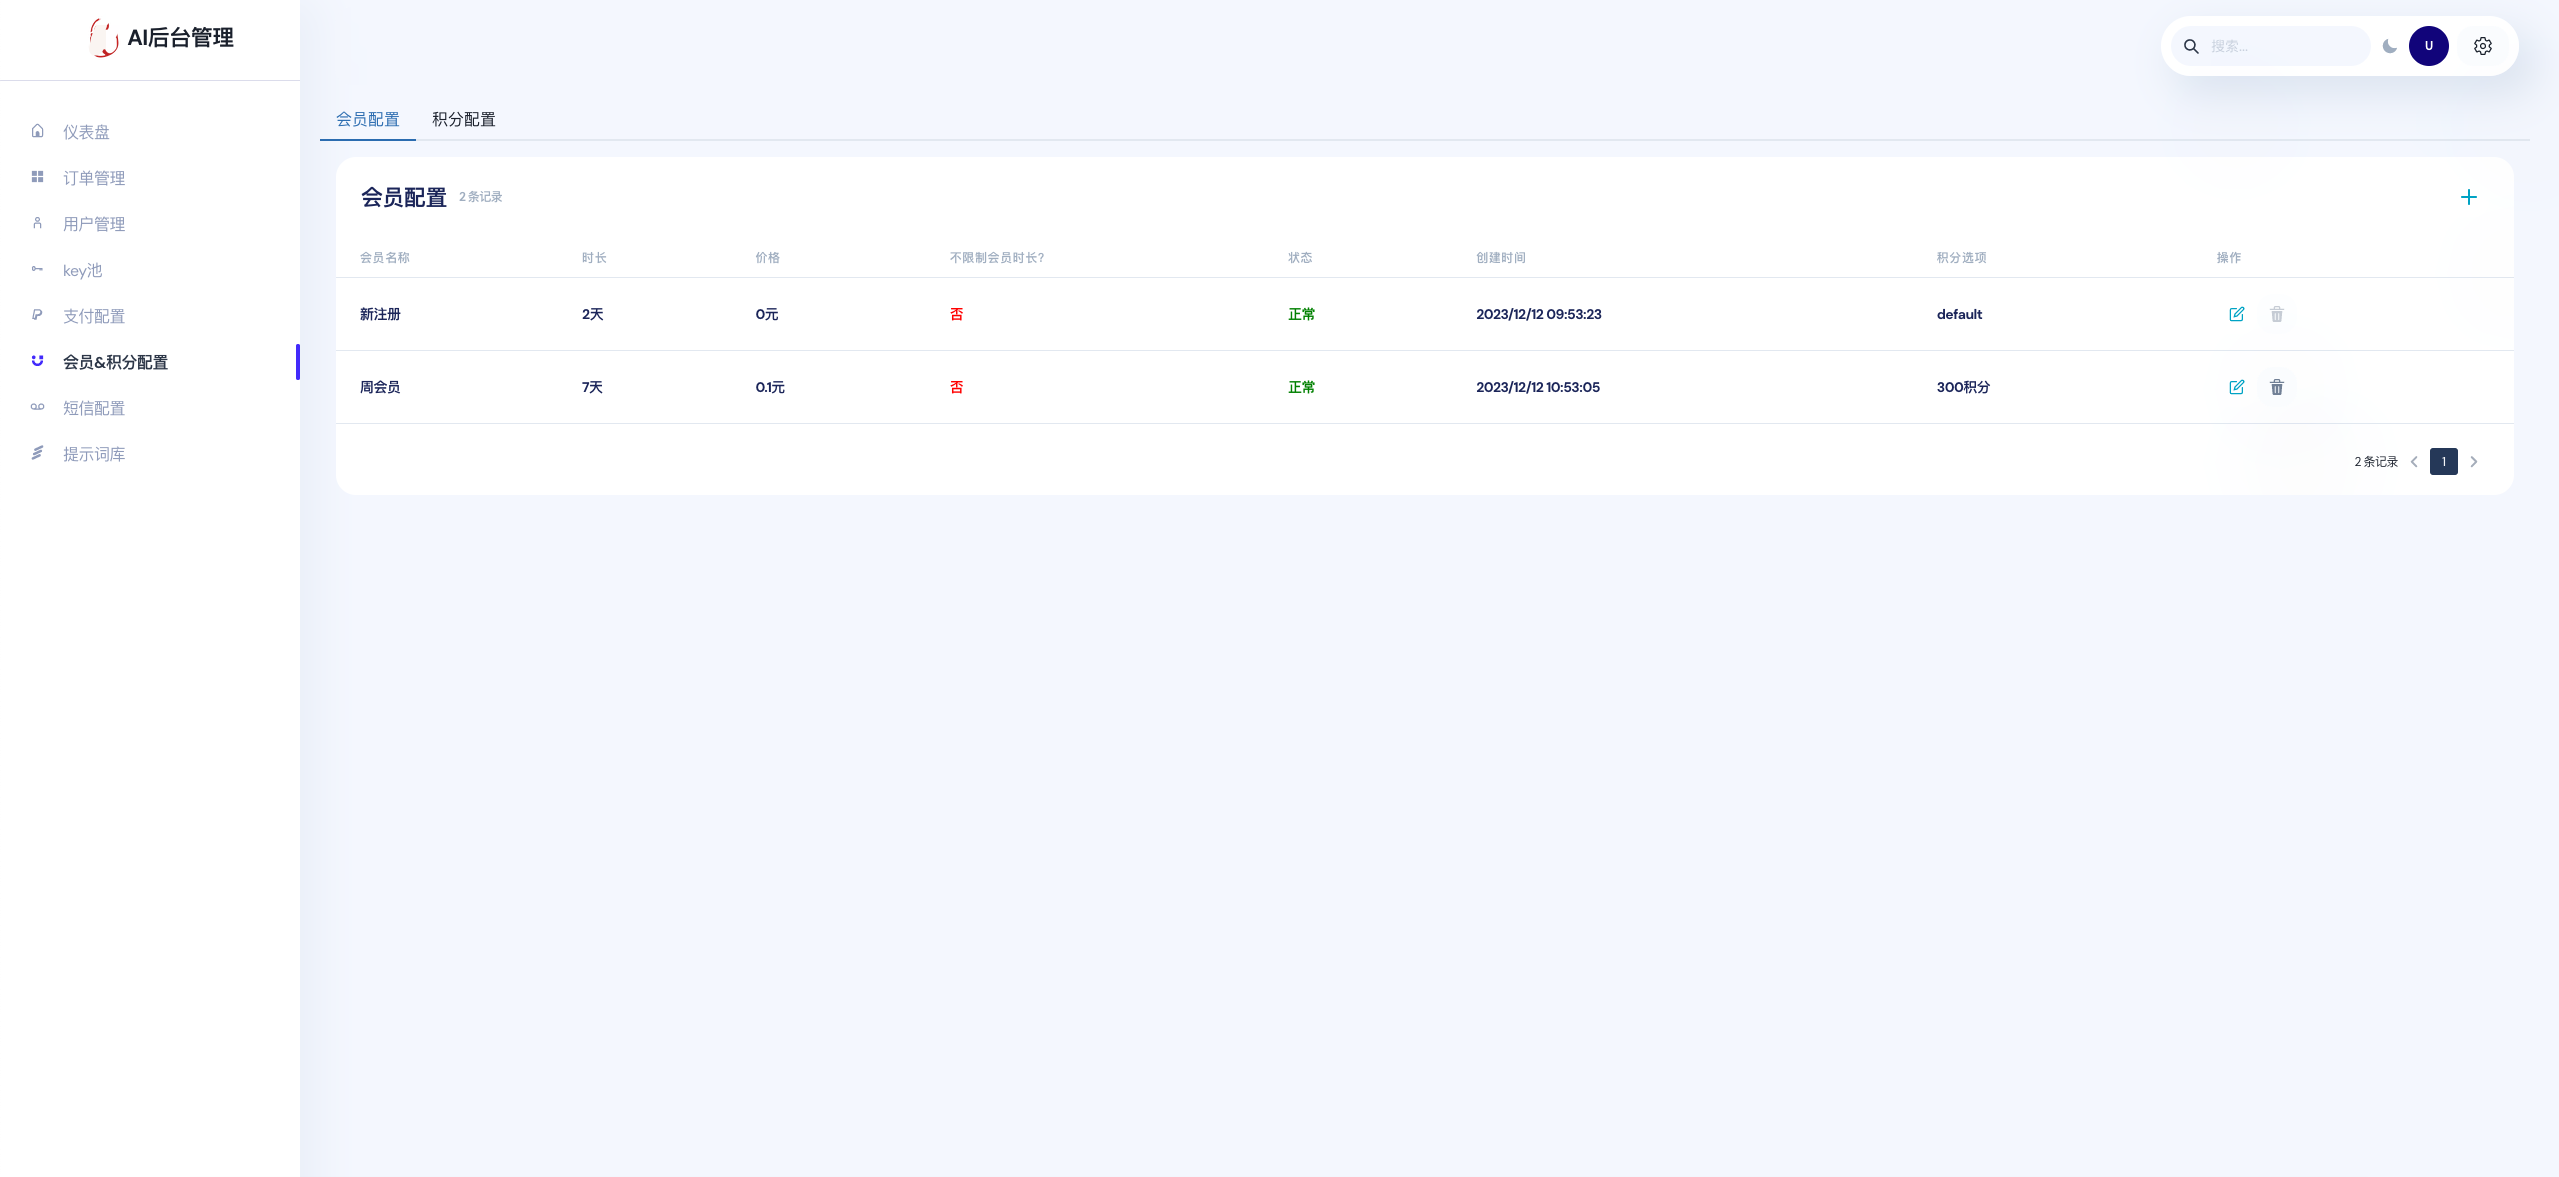 AI后台管理
搜索...
U
仪表盘
订单管理
用户管理
key池
支付配置
会员&积分配置
短信配置
提示词库
会员配置 积分配置
会员配置 2 条记录
会员名称 时长 价格 不限制会员时长? 状态 创建时间 积分选项 操作
新注册 2天 0元 否 正常 2023/12/12 09:53:23 default
周会员 7天 0.1元 否 正常 2023/12/12 10:53:05 300积分
2 条记录 1